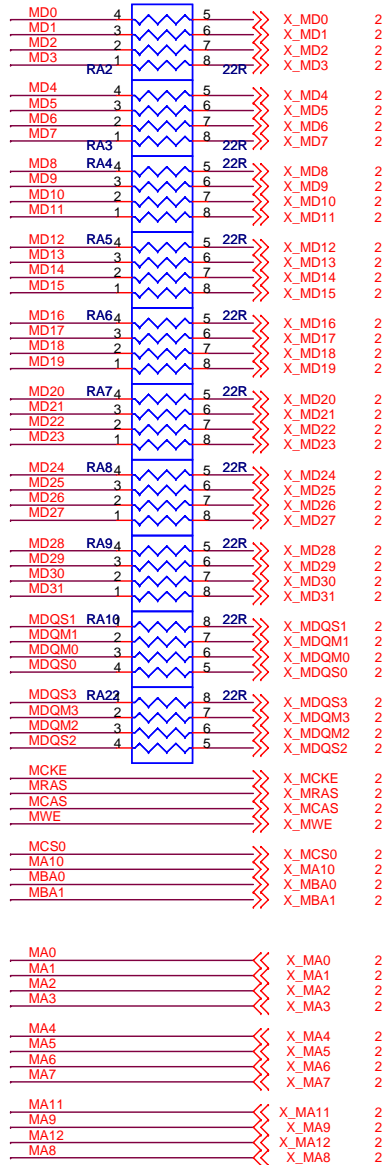 MD0 4 5 X_MD0 2
MD1 3 6 X_MD1 2
MD2 2 7 X_MD2 2
MD3 1 8 X_MD3 2
RA2 22R
MD4 4 5 X_MD4 2
MD5 3 6 X_MD5 2
MD6 2 7 X_MD6 2
MD7 1 8 X_MD7 2
RA3 22R
MD8 RA4 4 5 22R X_MD8 2
MD9 3 6 X_MD9 2
MD10 2 7 X_MD10 2
MD11 1 8 X_MD11 2
MD12 RA5 4 5 22R X_MD12 2
MD13 3 6 X_MD13 2
MD14 2 7 X_MD14 2
MD15 1 8 X_MD15 2
MD16 RA6 4 5 22R X_MD16 2
MD17 3 6 X_MD17 2
MD18 2 7 X_MD18 2
MD19 1 8 X_MD19 2
MD20 RA7 4 5 22R X_MD20 2
MD21 3 6 X_MD21 2
MD22 2 7 X_MD22 2
MD23 1 8 X_MD23 2
MD24 RA8 4 5 22R X_MD24 2
MD25 3 6 X_MD25 2
MD26 2 7 X_MD26 2
MD27 1 8 X_MD27 2
MD28 RA9 4 5 22R X_MD28 2
MD29 3 6 X_MD29 2
MD30 2 7 X_MD30 2
MD31 1 8 X_MD31 2
MDQS1 RA10 1 8 22R X_MDQS1 2
MDQM1 2 7 X_MDQM1 2
MDQM0 3 6 X_MDQM0 2
MDQS0 4 5 X_MDQS0 2
MDQS3 RA22 1 8 22R X_MDQS3 2
MDQM3 2 7 X_MDQM3 2
MDQM2 3 6 X_MDQM2 2
MDQS2 4 5 X_MDQS2 2
MCKE X_MCKE 2
MRAS X_MRAS 2
MCAS X_MCAS 2
MWE X_MWE 2
MCS0 X_MCS0 2
MA10 X_MA10 2
MBA0 X_MBA0 2
MBA1 X_MBA1 2
MA0 X_MA0 2
MA1 X_MA1 2
MA2 X_MA2 2
MA3 X_MA3 2
MA4 X_MA4 2
MA5 X_MA5 2
MA6 X_MA6 2
MA7 X_MA7 2
MA11 X_MA11 2
MA9 X_MA9 2
MA12 X_MA12 2
MA8 X_MA8 2